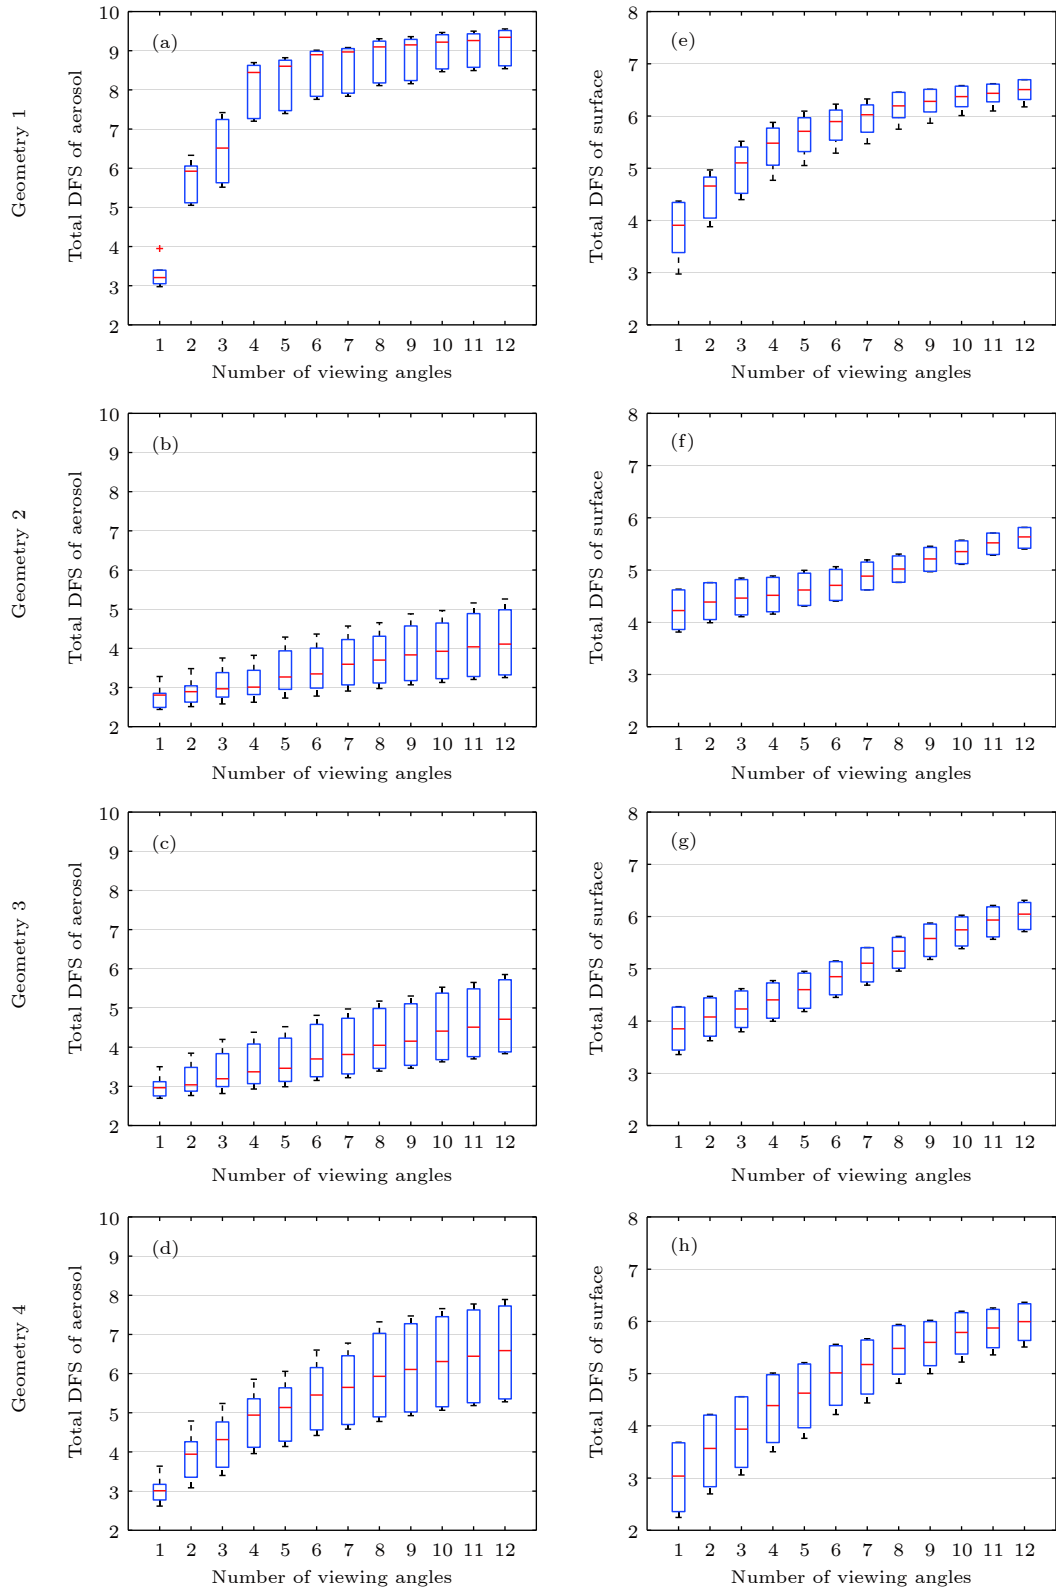 Geometry 1
Total DFS of aerosol
(a)
10
9
8
7
6
5
4
3
2
1 2 3 4 5 6 7 8 9 10 11 12
Number of viewing angles
Total DFS of surface
(e)
8
7
6
5
4
3
2
1 2 3 4 5 6 7 8 9 10 11 12
Number of viewing angles
Geometry 2
Total DFS of aerosol
(b)
10
9
8
7
6
5
4
3
2
1 2 3 4 5 6 7 8 9 10 11 12
Number of viewing angles
Total DFS of surface
(f)
8
7
6
5
4
3
2
1 2 3 4 5 6 7 8 9 10 11 12
Number of viewing angles
Geometry 3
Total DFS of aerosol
(c)
10
9
8
7
6
5
4
3
2
1 2 3 4 5 6 7 8 9 10 11 12
Number of viewing angles
Total DFS of surface
(g)
8
7
6
5
4
3
2
1 2 3 4 5 6 7 8 9 10 11 12
Number of viewing angles
Geometry 4
Total DFS of aerosol
(d)
10
9
8
7
6
5
4
3
2
1 2 3 4 5 6 7 8 9 10 11 12
Number of viewing angles
Total DFS of surface
(h)
8
7
6
5
4
3
2
1 2 3 4 5 6 7 8 9 10 11 12
Number of viewing angles